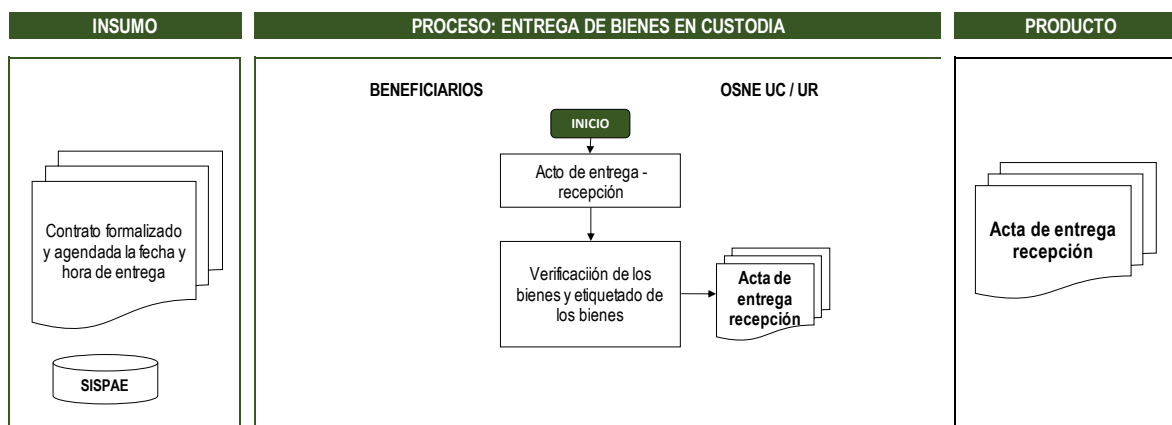 INSUMO
PROCESO: ENTREGA DE BIENES EN CUSTODIA
PRODUCTO
BENEFICIARIOS
OSNE UC / UR
INICIO
Acto de entrega -
recepción
Contrato formalizado
y agendada la fecha y
hora de entrega
Verificaciión de los
bienes y etiquetado de
los bienes
Acta de
entrega
recepción
Acta de entrega
recepción
SISPAE